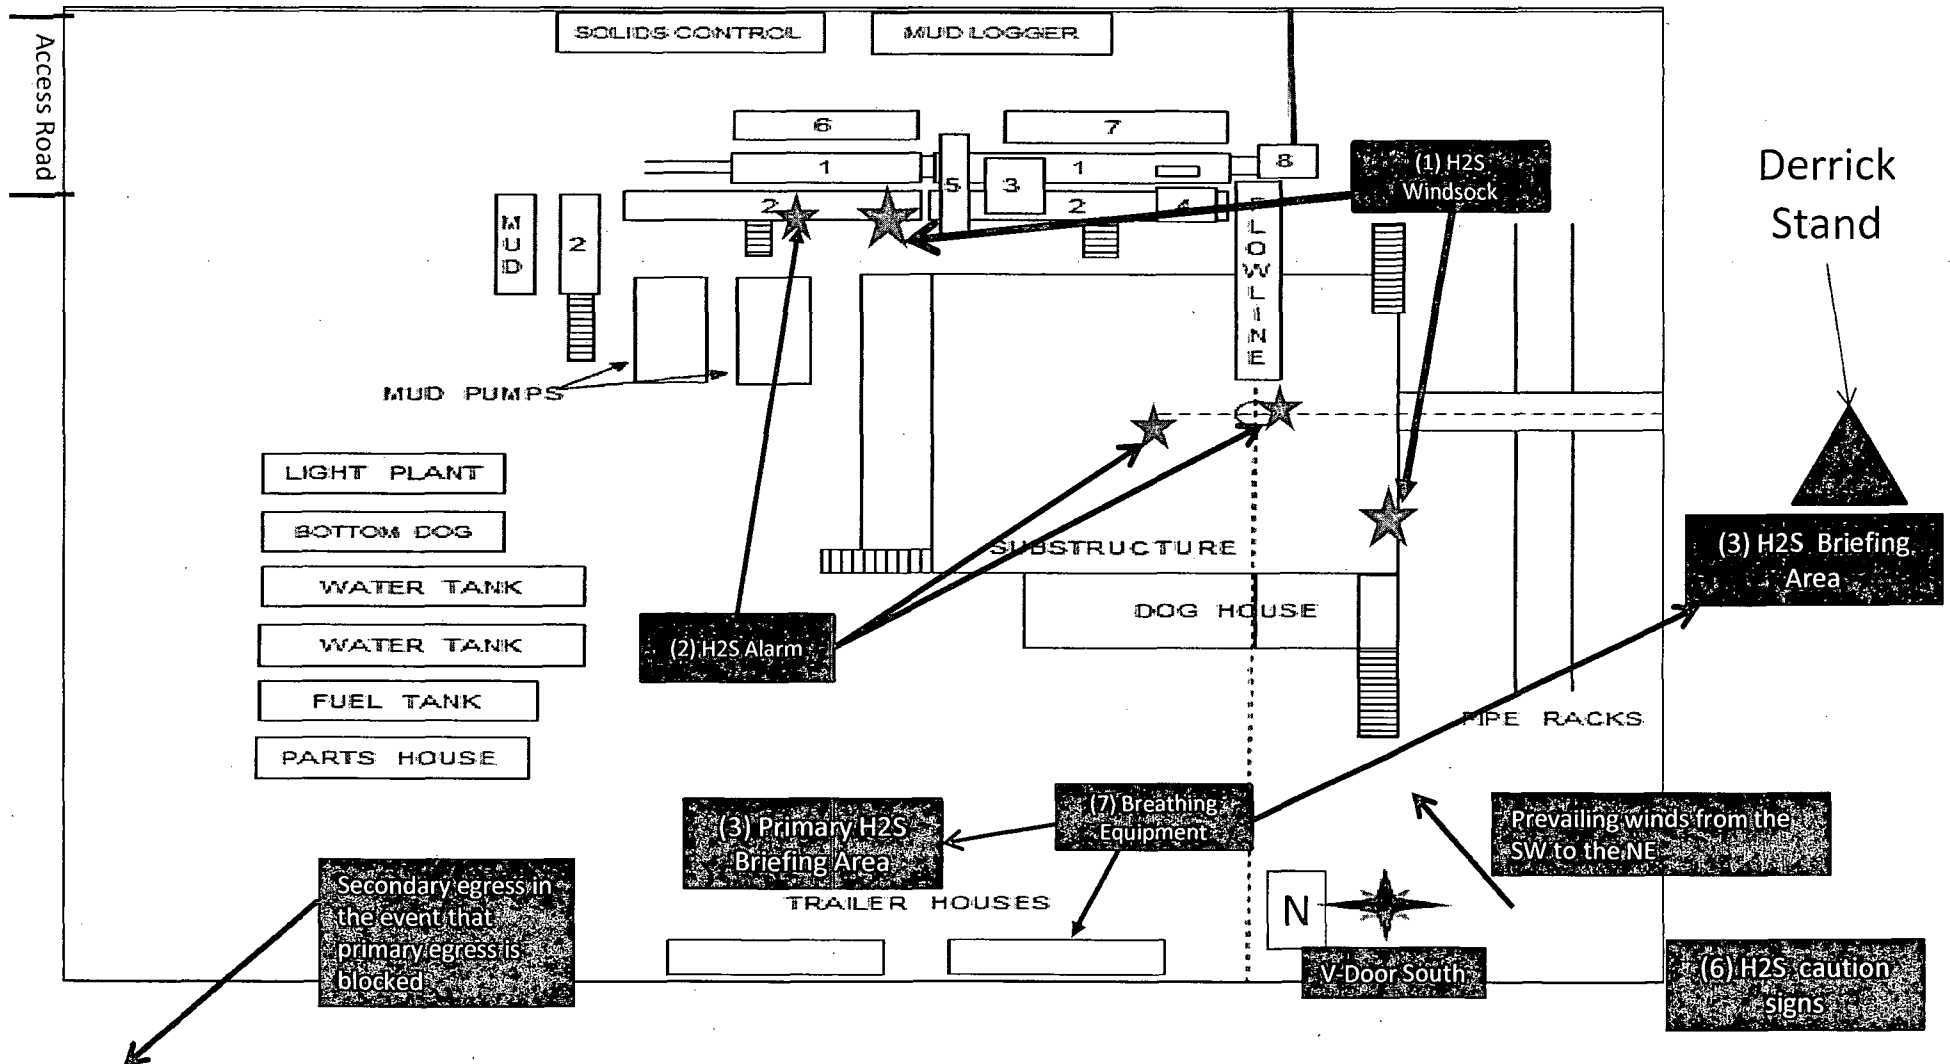 Access Road
SOLIDS CONTROL
MUD LOGGER
6
7
1
1
8
5
3
2
2
4
MUD
2
(1) H2S
Windsock
Derrick
Stand
FLOWLINE
MUD PUMPS
LIGHT PLANT
BOTTOM DOG
WATER TANK
WATER TANK
FUEL TANK
PARTS HOUSE
SUBSTRUCTURE
DOG HOUSE
(2) H2S Alarm
(3) H2S Briefing
Area
PIPE RACKS
(3) Primary H2S
Briefing Area
(7) Breathing
Equipment
Prevailing winds from the
SW to the NE
TRAILER HOUSES
Secondary egress in
the event that
primary egress is
blocked
N
V-Door South
(6) H2S caution
signs